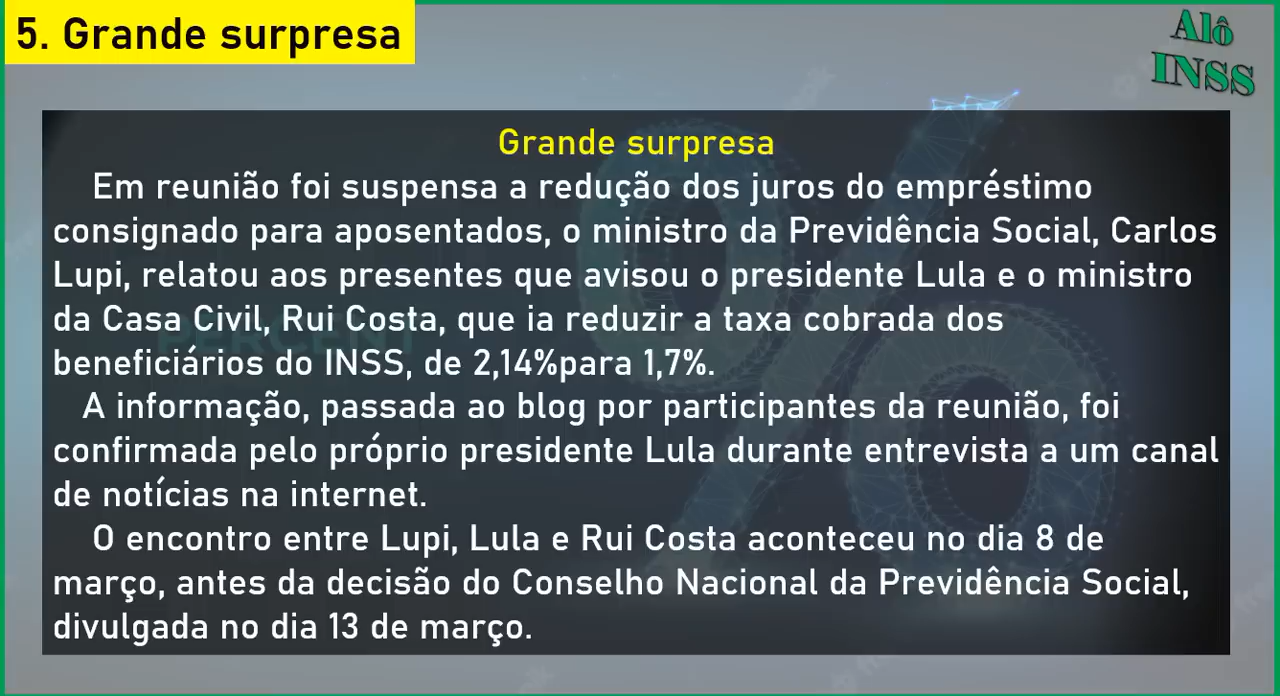 5. Grande surpresa
Alô
INSS
Grande surpresa
Em reunião foi suspensa a redução dos juros do empréstimo
consignado para aposentados, o ministro da Previdência Social, Carlos
Lupi, relatou aos presentes que avisou o presidente Lula e o ministro
da Casa Civil, Rui Costa, que ia reduzir a taxa cobrada dos
beneficiários do INSS, de 2,14%para 1,7%.
A informação, passada ao blog por participantes da reunião, foi
confirmada pelo próprio presidente Lula durante entrevista a um canal
de notícias na internet.
O encontro entre Lupi, Lula e Rui Costa aconteceu no dia 8 de
março, antes da decisão do Conselho Nacional da Previdência Social,
divulgada no dia 13 de março.